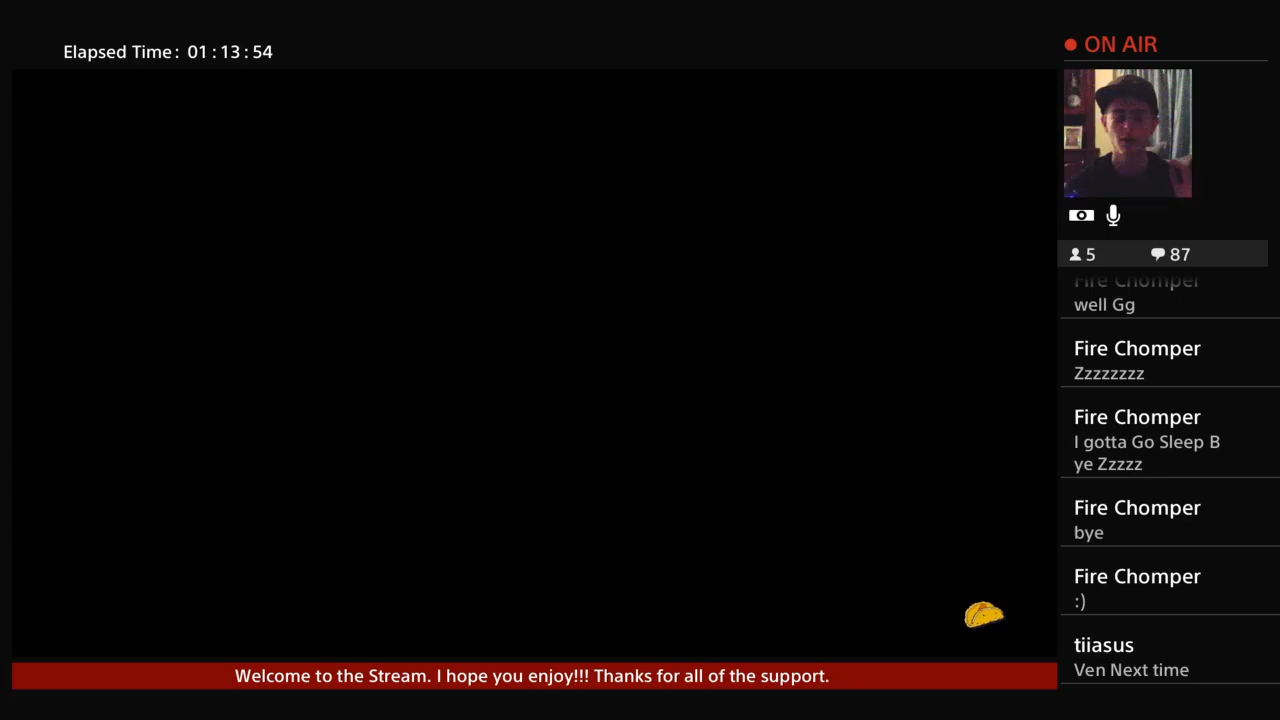 Elapsed Time: 01:13:54
ON AIR
5 87
Fire Chomper
well Gg
Fire Chomper
Zzzzzzzz
Fire Chomper
I gotta Go Sleep B
ye Zzzzz
Fire Chomper
bye
Fire Chomper
:)
tiiasus
Ven Next time
Welcome to the Stream. I hope you enjoy!!! Thanks for all of the support.